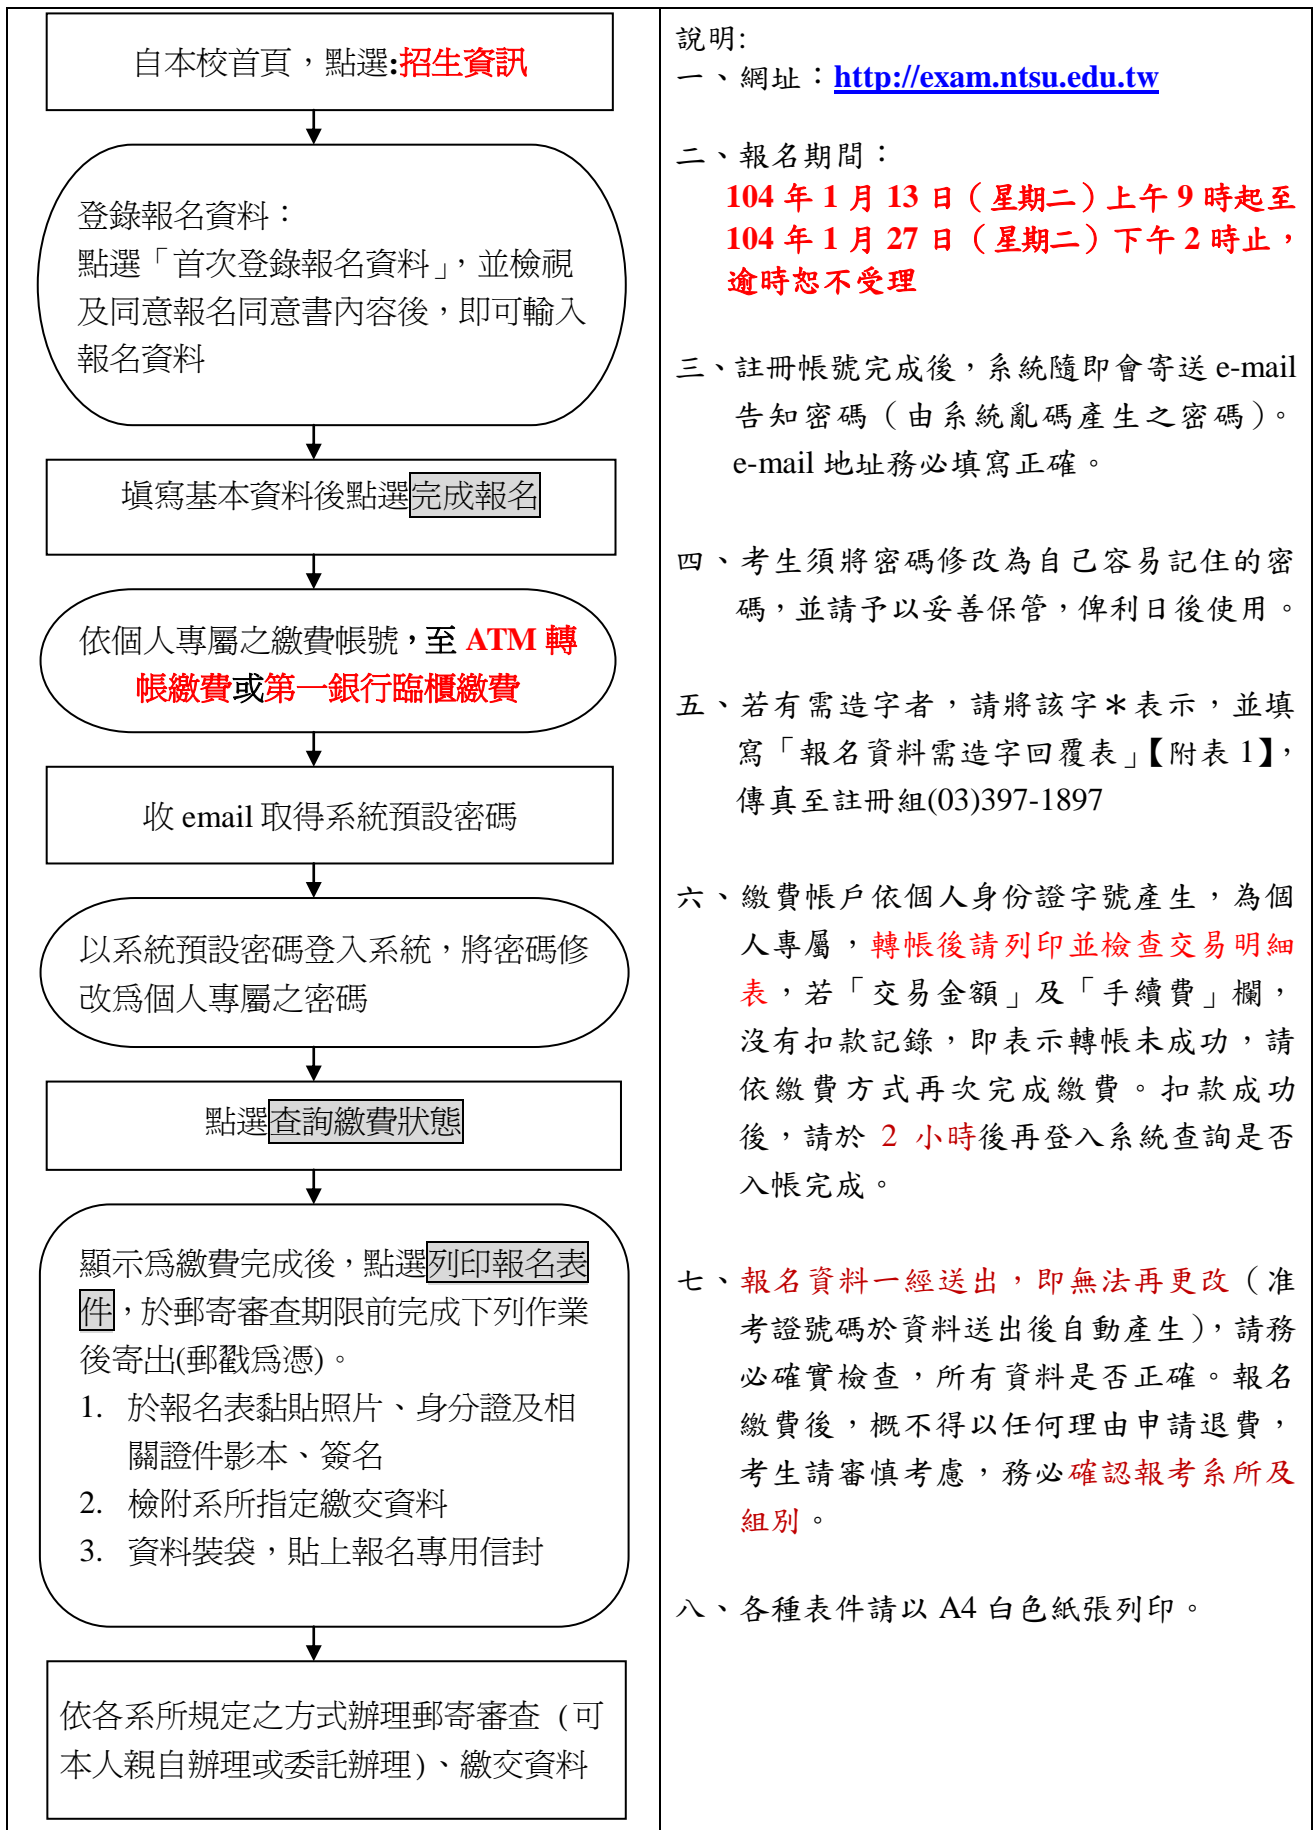 自本校首頁，點選:招生資訊
登錄報名資料：
點選「首次登錄報名資料」，並檢視
及同意報名同意書內容後，即可輸入
報名資料
填寫基本資料後點選完成報名
依個人專屬之繳費帳號，至 ATM 轉
帳繳費或第一銀行臨櫃繳費
收 email 取得系統預設密碼
以系統預設密碼登入系統，將密碼修
改為個人專屬之密碼
點選查詢繳費狀態
顯示為繳費完成後，點選列印報名表
件，於郵寄審查期限前完成下列作業
後寄出(郵戳為憑)。
1. 於報名表黏貼照片、身分證及相
關證件影本、簽名
2. 檢附系所指定繳交資料
3. 資料裝袋，貼上報名專用信封
依各系所規定之方式辦理郵寄審查 (可
本人親自辦理或委託辦理)、繳交資料
說明:
一、網址：http://exam.ntsu.edu.tw
二、報名期間：
104 年 1 月 13 日（星期二）上午 9 時起至
104 年 1 月 27 日（星期二）下午 2 時止，
逾時恕不受理
三、註冊帳號完成後，系統隨即會寄送 e-mail
告知密碼（由系統亂碼產生之密碼）。
e-mail 地址務必填寫正確。
四、考生須將密碼修改為自己容易記住的密
碼，並請予以妥善保管，俾利日後使用。
五、若有需造字者，請將該字＊表示，並填
寫「報名資料需造字回覆表」【附表 1】，
傳真至註冊組(03)397-1897
六、繳費帳戶依個人身份證字號產生，為個
人專屬，轉帳後請列印並檢查交易明細
表，若「交易金額」及「手續費」欄，
沒有扣款記錄，即表示轉帳未成功，請
依繳費方式再次完成繳費。扣款成功
後，請於 2 小時後再登入系統查詢是否
入帳完成。
七、報名資料一經送出，即無法再更改（准
考證號碼於資料送出後自動產生），請務
必確實檢查，所有資料是否正確。報名
繳費後，概不得以任何理由申請退費，
考生請審慎考慮，務必確認報考系所及
組別。
八、各種表件請以 A4 白色紙張列印。